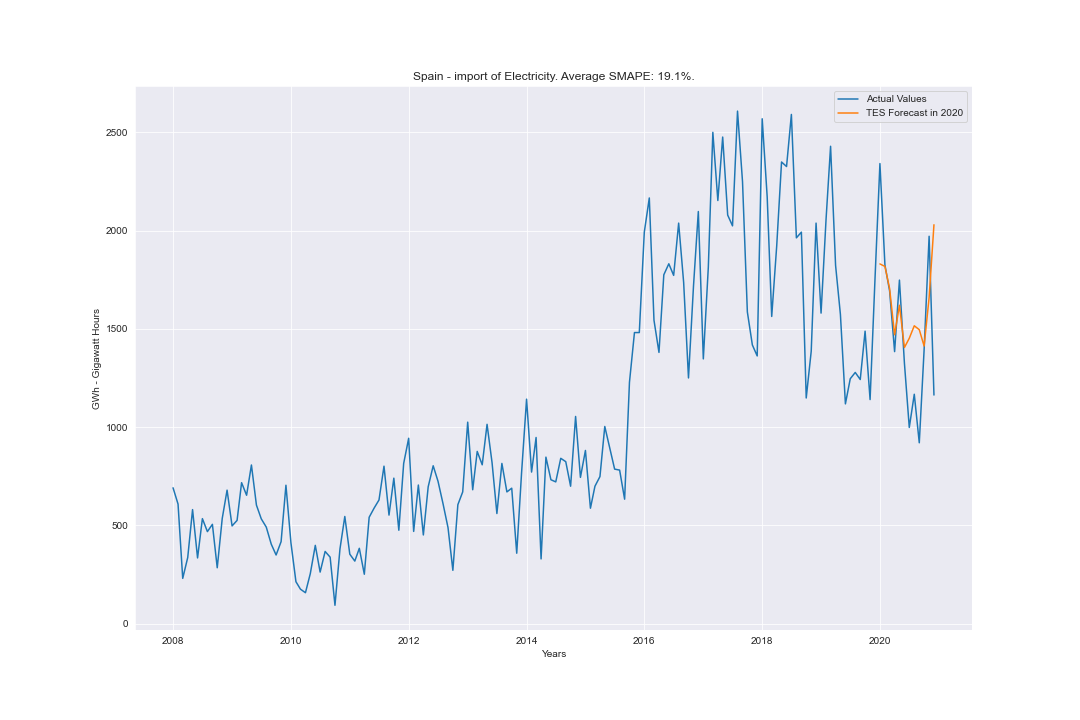 Spain - import of Electricity. Average SMAPE: 19.1%.
Actual Values
TES Forecast in 2020
2500
2000
1500
1000
500
0
GWh - Gigawatt Hours
2008 2010 2012 2014 2016 2018 2020
Years